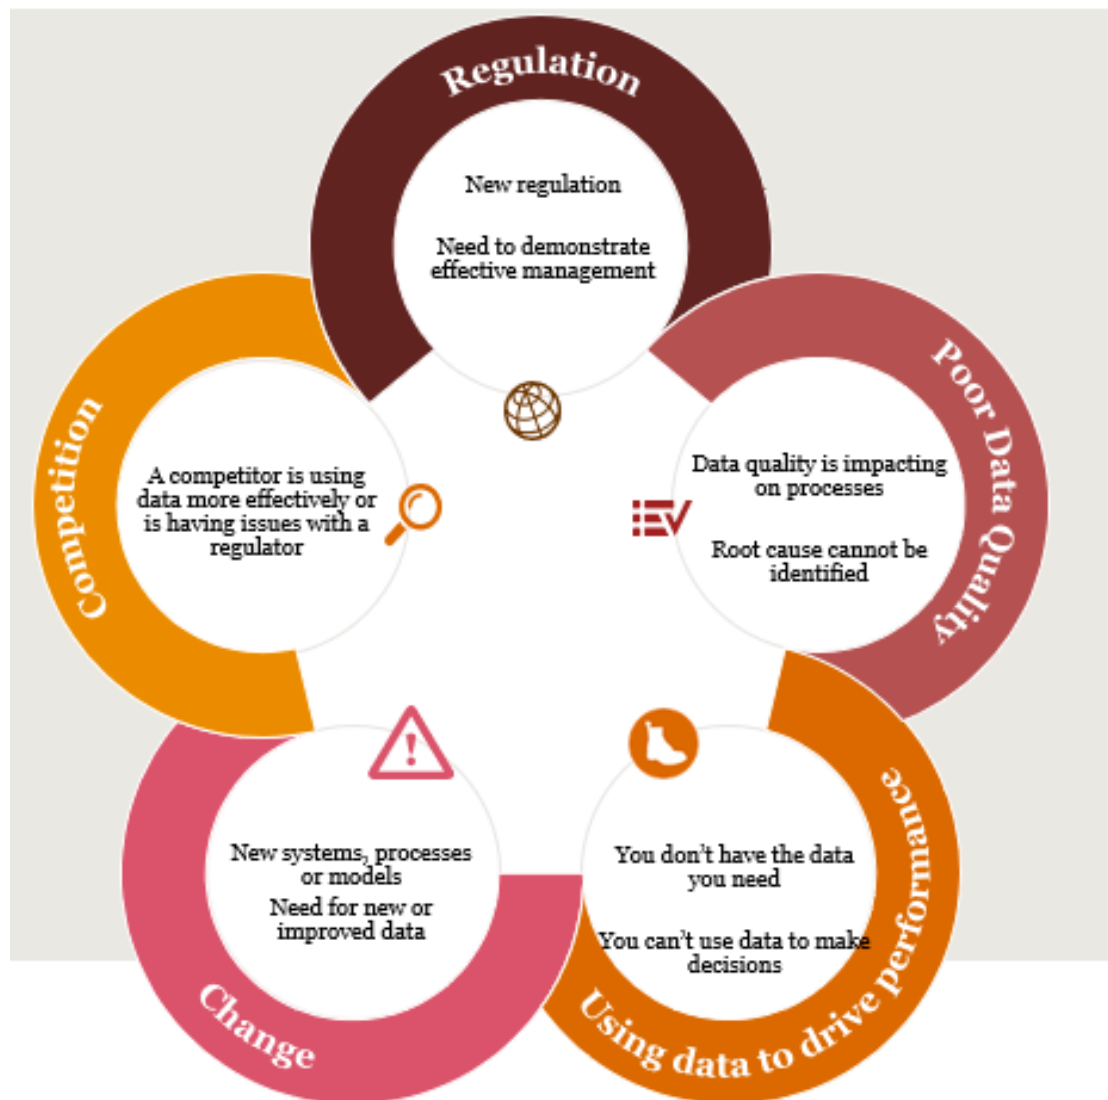 Regulation
New regulation
Need to demonstrate
effective management
Poor Data Quality
Data quality is impacting
on processes
Root cause cannot be
identified
Using data to drive performance
You don't have the data
you need
You can't use data to make
decisions
Change
New systems, processes
or models
Need for new or
improved data
Competition
A competitor is using
data more effectively or
is having issues with a
regulator